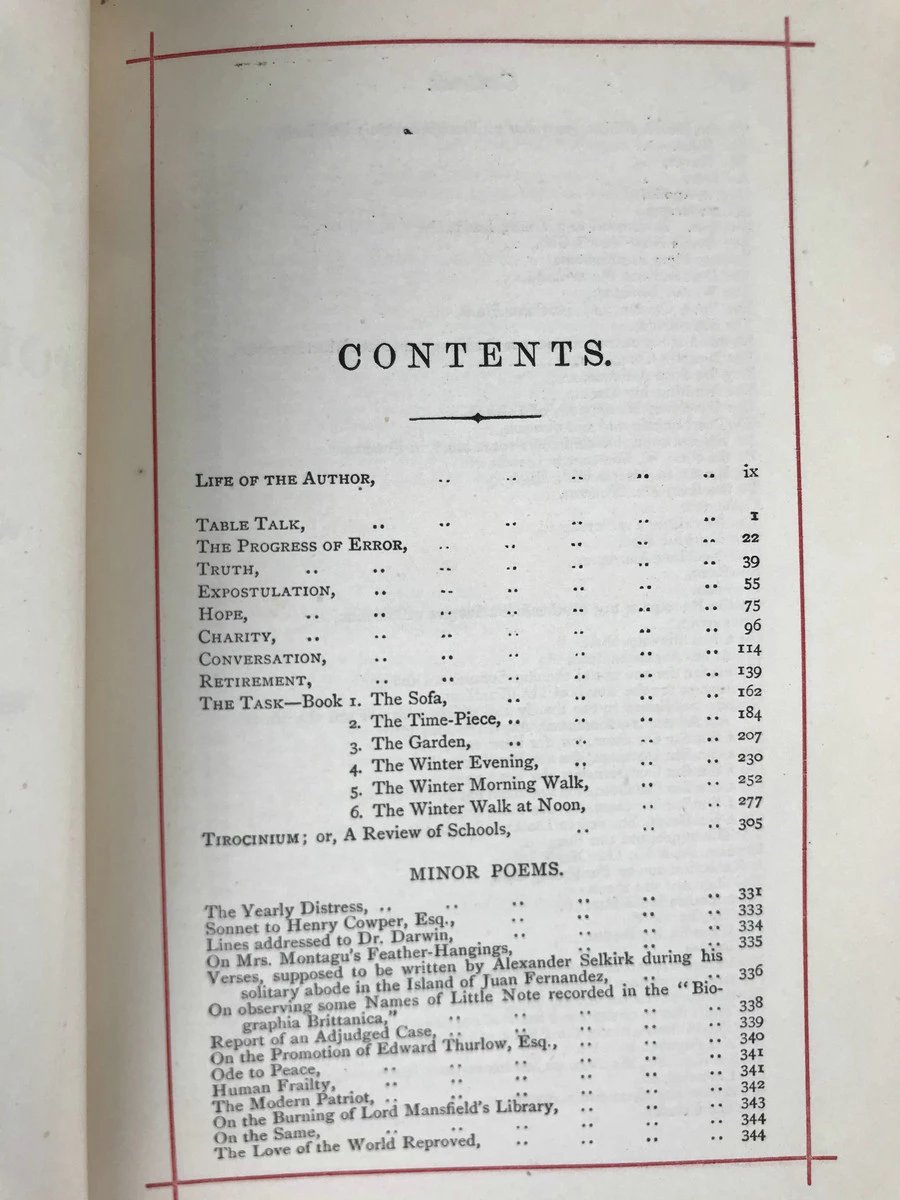 CONTENTS.
LIFE OF THE AUTHOR, .. .. .. .. .. ix
TABLE TALK, .. .. .. .. .. .. 1
THE PROGRESS OF ERROR, .. .. .. .. .. 22
TRUTH, .. .. .. .. .. .. .. 39
EXPOSTULATION, .. .. .. .. .. .. 55
HOPE, .. .. .. .. .. .. .. 75
CHARITY, .. .. .. .. .. .. .. 96
CONVERSATION, .. .. .. .. .. .. 114
RETIREMENT, .. .. .. .. .. .. 139
THE TASK—Book 1. The Sofa, .. .. .. .. 162
2. The Time-Piece, .. .. .. .. 184
3. The Garden, .. .. .. .. 207
4. The Winter Evening, .. .. .. 230
5. The Winter Morning Walk, .. .. 252
6. The Winter Walk at Noon, .. .. 277
TIROCINIUM; or, A Review of Schools, .. .. .. 305
MINOR POEMS.
The Yearly Distress, .. .. .. .. .. .. 331
Sonnet to Henry Cowper, Esq., .. .. .. .. 333
Lines addressed to Dr. Darwin, .. .. .. .. 334
On Mrs. Montagu's Feather-Hangings, .. .. .. 335
Verses, supposed to be written by Alexander Selkirk during his
solitary abode in the Island of Juan Fernandez, .. .. 336
On observing some Names of Little Note recorded in the "Bio-
graphia Brittanica," .. .. .. .. .. 338
Report of an Adjudged Case, .. .. .. .. .. 339
On the Promotion of Edward Thurlow, Esq., .. .. .. 340
Ode to Peace, .. .. .. .. .. .. 341
Human Frailty, .. .. .. .. .. .. 341
The Modern Patriot, .. .. .. .. .. .. 342
On the Burning of Lord Mansfield's Library, .. .. .. 343
On the Same, .. .. .. .. .. .. 344
The Love of the World Reproved, .. .. .. .. 344